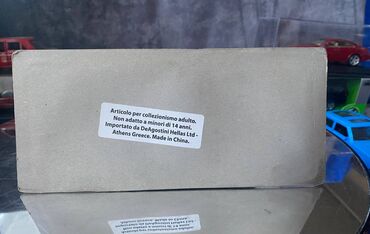 Articolo per collezionismo adulto.
Non adatto a minori di 14 anni.
Importato da DeAgostini Hellas Ltd -
Athens Greece. Made in China.